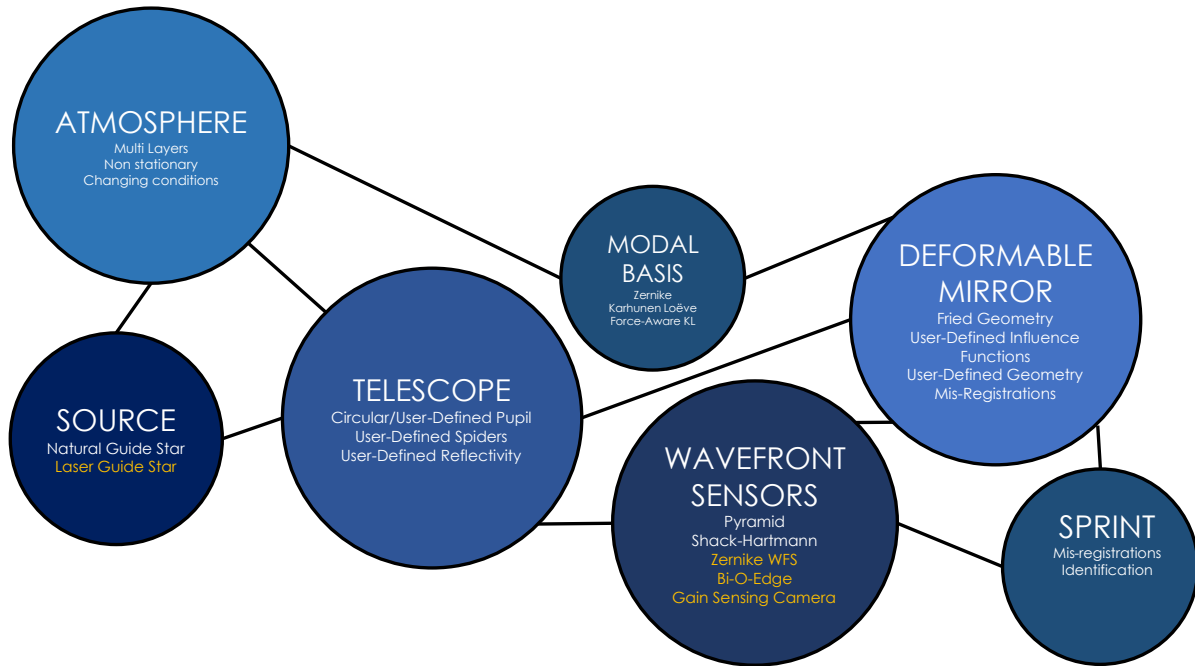 ATMOSPHERE
Multi Layers
Non stationary
Changing conditions
MODAL
BASIS
Zernike
Karhunen Loëve
Force-Aware KL
DEFORMABLE
MIRROR
Fried Geometry
User-Defined Influence
Functions
User-Defined Geometry
Mis-Registrations
SOURCE
Natural Guide Star
Laser Guide Star
TELESCOPE
Circular/User-Defined Pupil
User-Defined Spiders
User-Defined Reflectivity
WAVEFRONT
SENSORS
Pyramid
Shack-Hartmann
Zernike WFS
Bi-O-Edge
Gain Sensing Camera
SPRINT
Mis-registrations
Identification